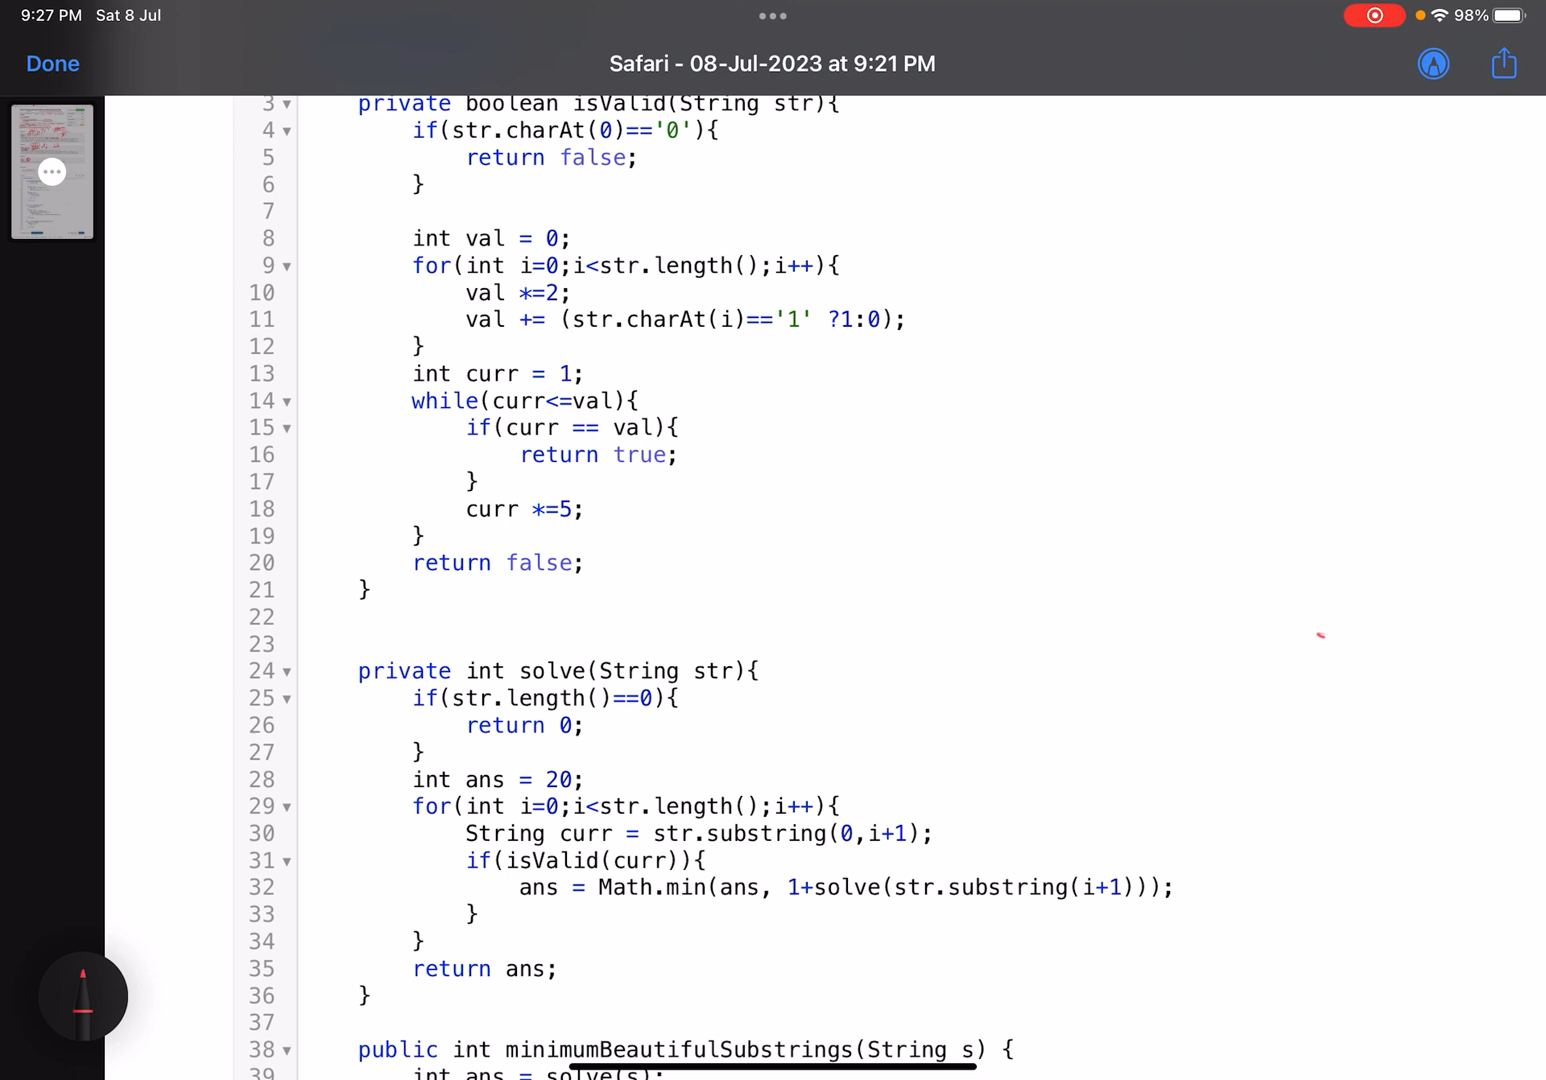 9:27 PM Sat 8 Jul
98%
Done
Safari - 08-Jul-2023 at 9:21 PM
3 private boolean isValid(String str){
4 if(str.charAt(0)=='0'){
5 return false;
6 }
7
8 int val = 0;
9 for(int i=0;i<str.length();i++){
10 val *=2;
11 val += (str.charAt(i)=='1' ?1:0);
12 }
13 int curr = 1;
14 while(curr<=val){
15 if(curr == val){
16 return true;
17 }
18 curr *=5;
19 }
20 return false;
21 }
22
23
24 private int solve(String str){
25 if(str.length()==0){
26 return 0;
27 }
28 int ans = 20;
29 for(int i=0;i<str.length();i++){
30 String curr = str.substring(0,i+1);
31 if(isValid(curr)){
32 ans = Math.min(ans, 1+solve(str.substring(i+1)));
33 }
34 }
35 return ans;
36 }
37
38 public int minimumBeautifulSubstrings(String s) {
39 int ans = solve(s);